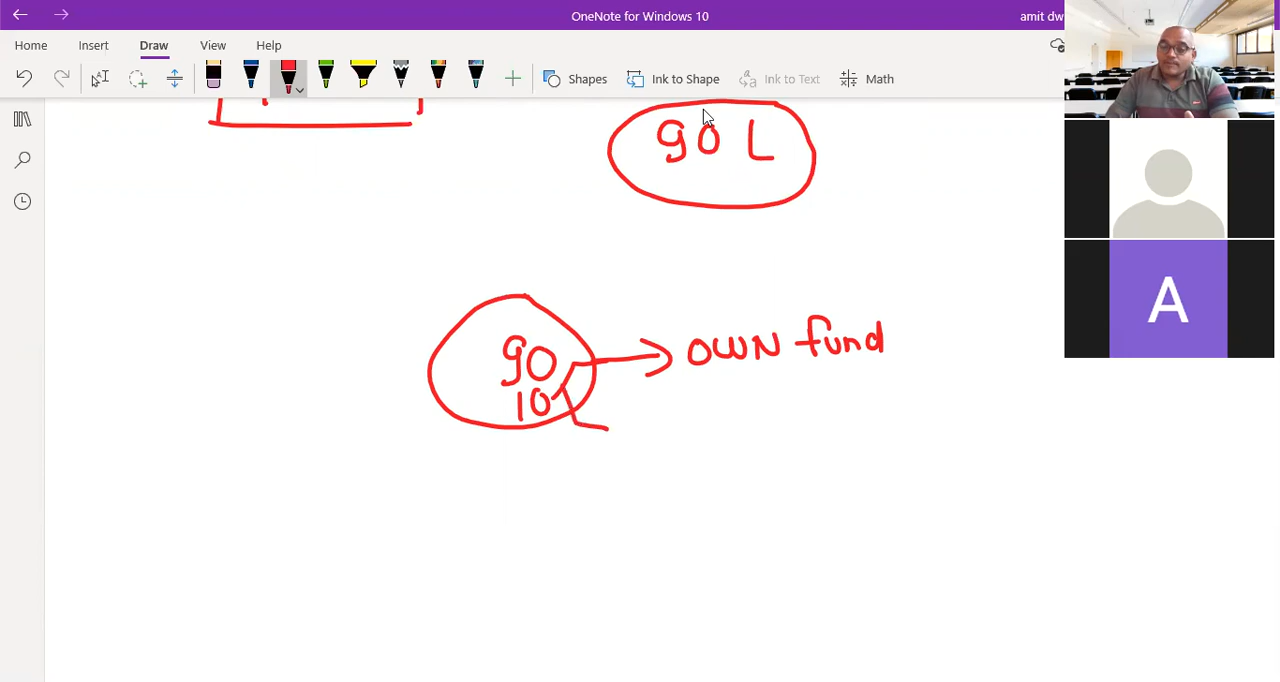 OneNote for Windows 10
amit dw
Home Insert Draw View Help
Shapes Ink to Shape Ink to Text Math
90 L
90 → OWN fund
10
A